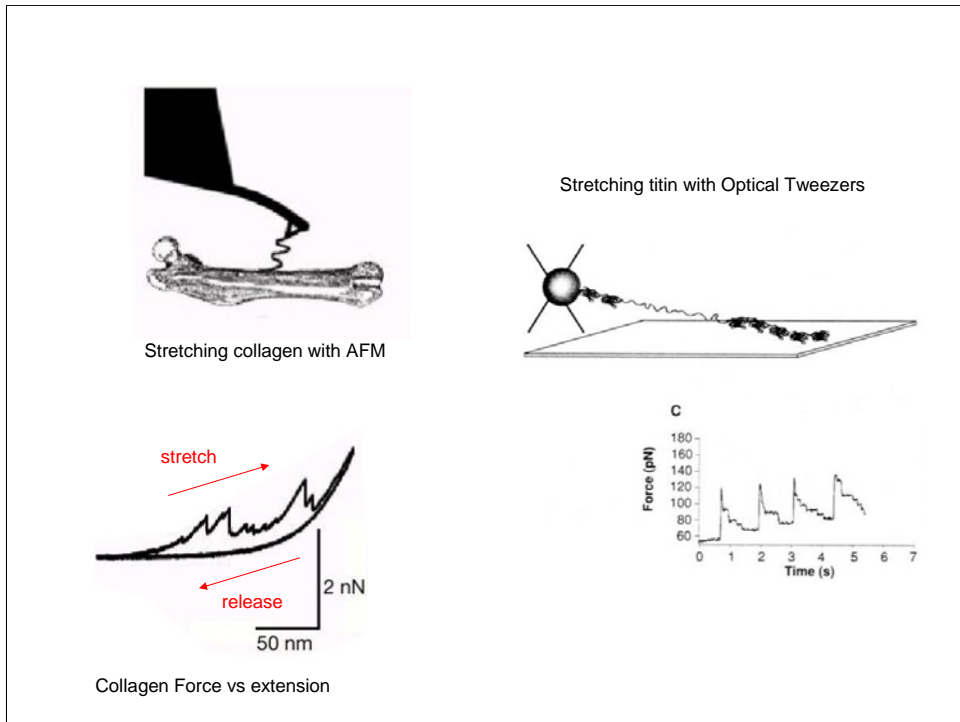 Stretching collagen with AFM
Stretching titin with Optical Tweezers
stretch
release
2 nN
50 nm
Collagen Force vs extension
C
Force (pN)
180
160
140
120
100
80
60
0 1 2 3 4 5 6 7
Time (s)